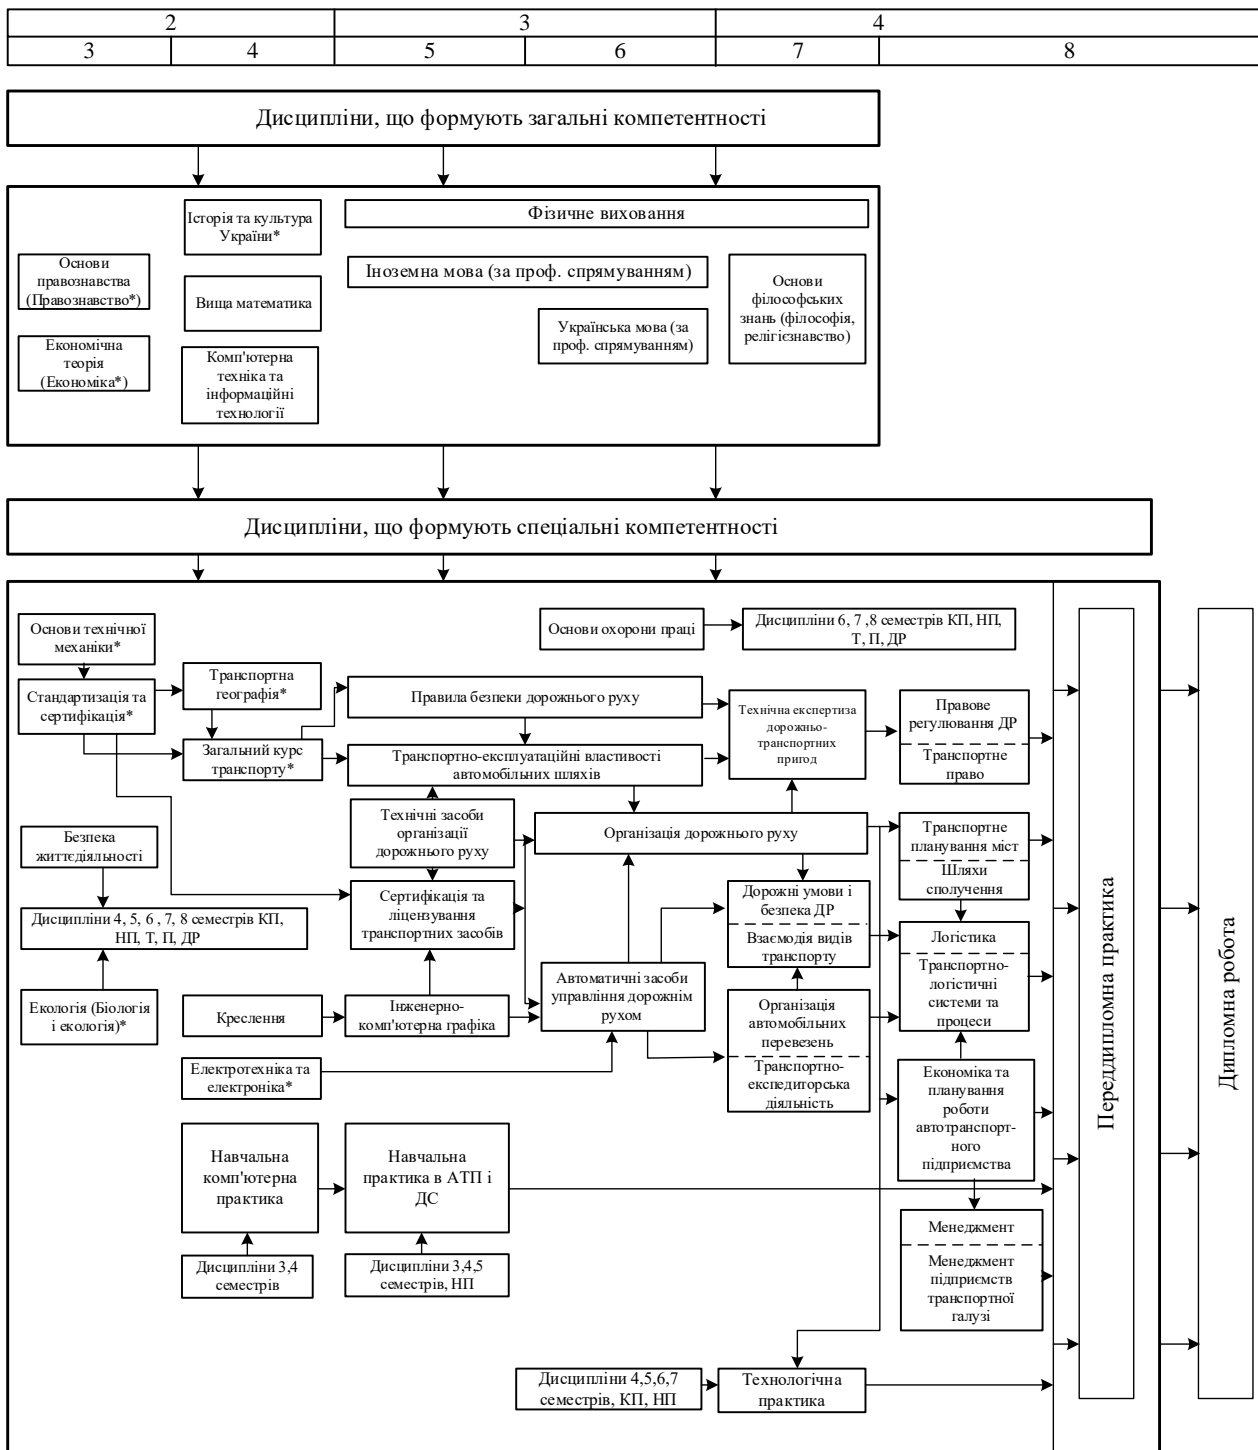 2 3 4
3 4 5 6 7 8
Дисципліни, що формують загальні компетентності
Історія та культура
України*
Фізичне виховання
Основи
правознавства
(Правознавство*)
Вища математика
Іноземна мова (за проф. спрямуванням)
Основи
філософських
знань (філософія,
релігієзнавство)
Українська мова (за
проф. спрямуванням)
Економічна
теорія
(Економіка*)
Комп'ютерна
техніка та
інформаційні
технології
Дисципліни, що формують спеціальні компетентності
Основи технічної
механіки*
Основи охорони праці
Дисципліни 6, 7 ,8 семестрів КП, НП,
Т, П, ДР
Стандартизація та
сертифікація*
Транспортна
географія*
Загальний курс
транспорту*
Правила безпеки дорожнього руху
Транспортно-експлуатаційні властивості
автомобільних шляхів
Технічна експертиза
дорожньо-
транспортних
пригод
Правове
регулювання ДР
Транспортне
право
Технічні засоби
організації
дорожнього руху
Організація дорожнього руху
Транспортне
планування міст
Шляхи
сполучення
Безпека
життєдіяльності
Дисципліни 4, 5, 6 , 7, 8 семестрів КП,
НП, Т, П, ДР
Екологія (Біологія
і екологія)*
Сертифікація та
ліцензування
транспортних засобів
Дорожні умови і
безпека ДР
Взаємодія видів
транспорту
Логістика
Транспортно-
логістичні
системи та
процеси
Креслення
Інженерно-
комп'ютерна графіка
Автоматичні засоби
управління дорожнім
рухом
Організація
автомобільних
перевезень
Транспортно-
експедиторська
діяльність
Електротехніка та
електроніка*
Економіка та
планування
роботи
автотранспорт-
ного
підприємства
Навчальна
комп'ютерна
практика
Навчальна
практика в АТП і
ДС
Дисципліни 3,4
семестрів
Дисципліни 3,4,5
семестрів, НП
Менеджмент
Менеджмент
підприємств
транспортної
галузі
Дисципліни 4,5,6,7
семестрів, КП, НП
Технологічна
практика
Переддипломна практика
Дипломна робота